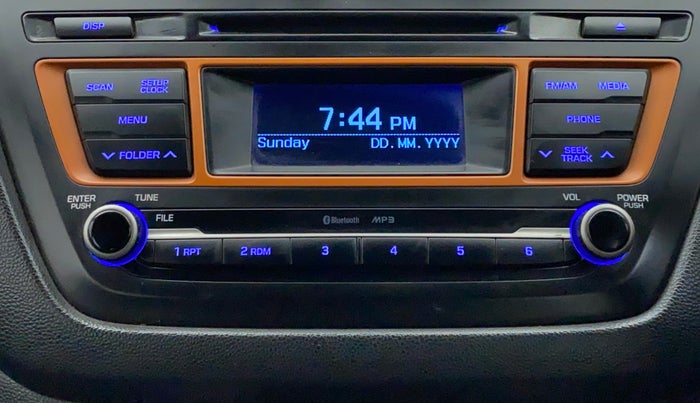 DISP
SCAN SETUP CLOCK
FM/AM MEDIA
MENU
PHONE
FOLDER
SEEK TRACK
7:44 PM
Sunday DD.MM.YYYY
ENTER PUSH
TUNE
FILE
Bluetooth MP3
VOL
POWER PUSH
1 RPT 2 RDM 3 4 5 6